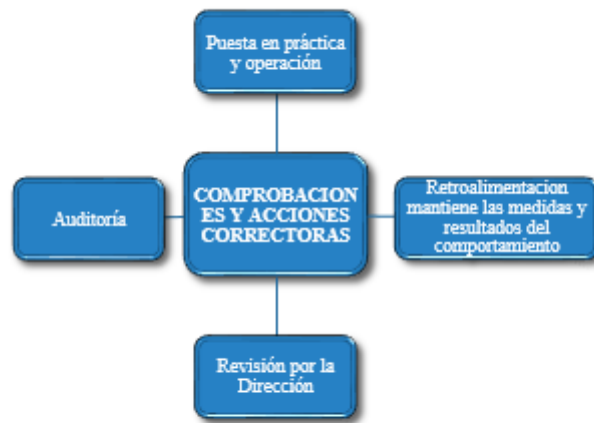 Puesta en práctica
y operación
Auditoría
COMPROBACION
ES Y ACCIONES
CORRECTORAS
Retroalimentacion
mantiene las medidas y
resultados del
comportamiento
Revisión por la
Dirección